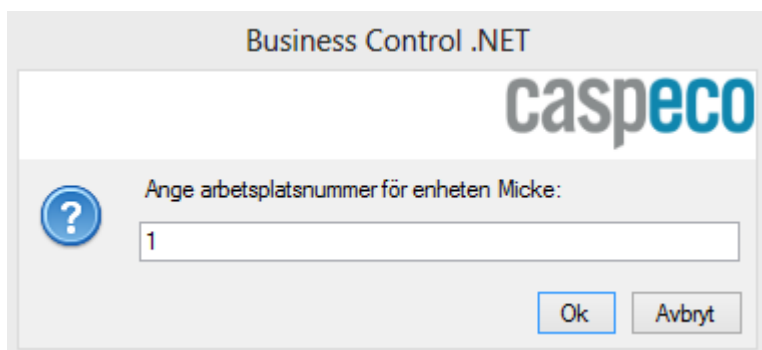 Business Control .NET
caspeco
Ange arbetsplatsnummer för enheten Micke:
1
Ok Avbryt